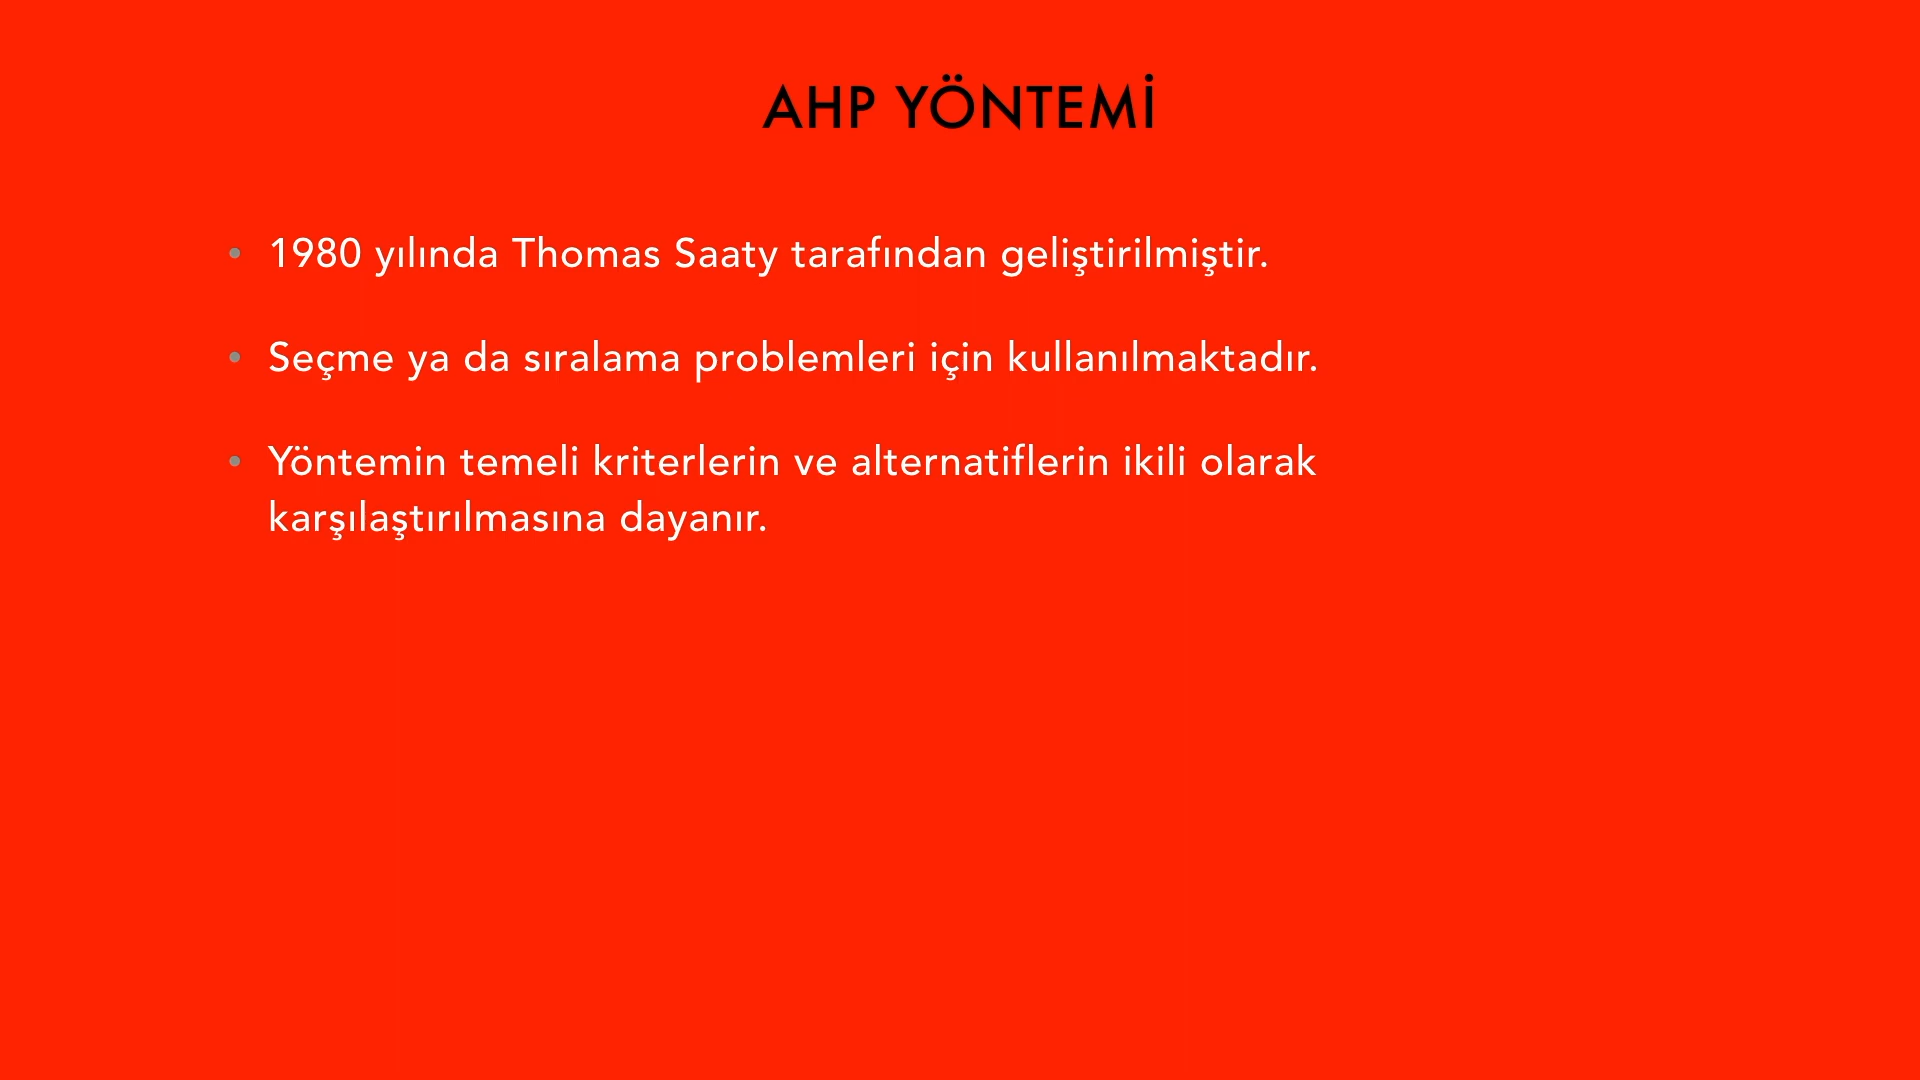 AHP YÖNTEMİ
• 1980 yılında Thomas Saaty tarafından geliştirilmiştir.
• Seçme ya da sıralama problemleri için kullanılmaktadır.
• Yöntemin temeli kriterlerin ve alternatiflerin ikili olarak
karşılaştırılmasına dayanır.